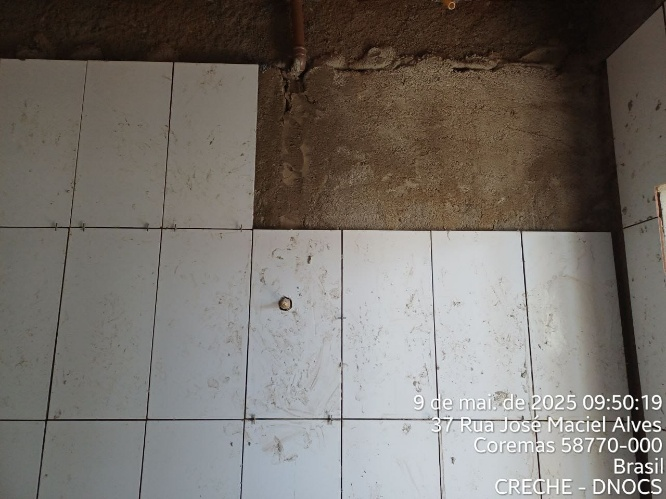 9 de mai. de 2025 09:50:19
37 Rua José Maciel Alves
Coremas 58770-000
Brasil
CRECHE - DNOCS